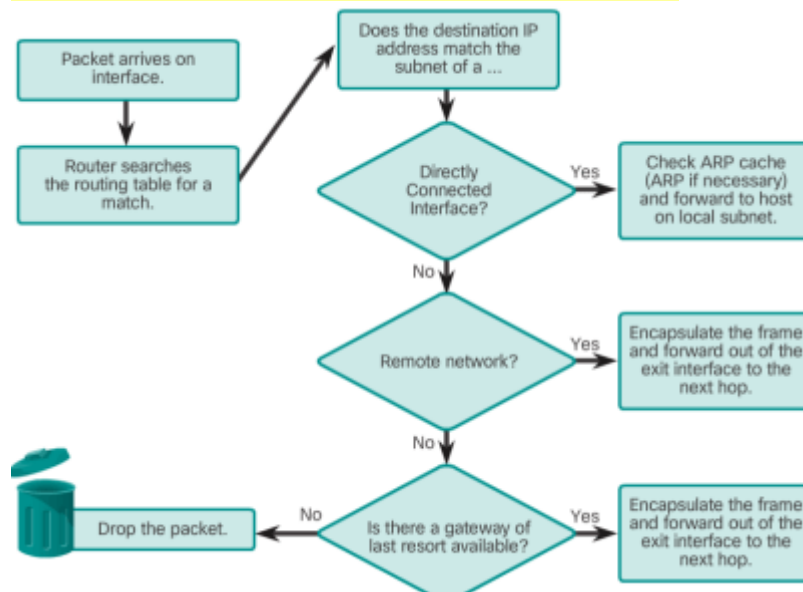 Packet arrives on
interface.
Router searches
the routing table for a
match.
Does the destination IP
address match the
subnet of a ...
Directly
Connected
Interface?
Yes
Check ARP cache
(ARP if necessary)
and forward to host
on local subnet.
No
Remote network?
Yes
Encapsulate the frame
and forward out of the
exit interface to the
next hop.
No
Is there a gateway of
last resort available?
Yes
Encapsulate the frame
and forward out of the
exit interface to the
next hop.
No
Drop the packet.